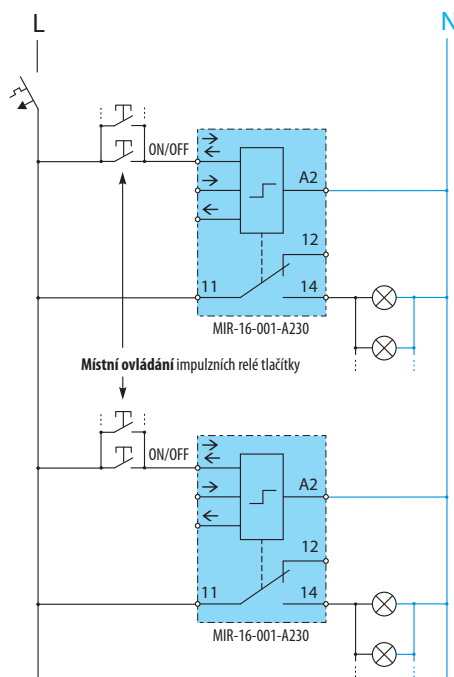 L N
ON/OFF
A2
12
11 14
MIR-16-001-A230
Místní ovládání impulzních relé tlačítky
ON/OFF
A2
12
11 14
MIR-16-001-A230